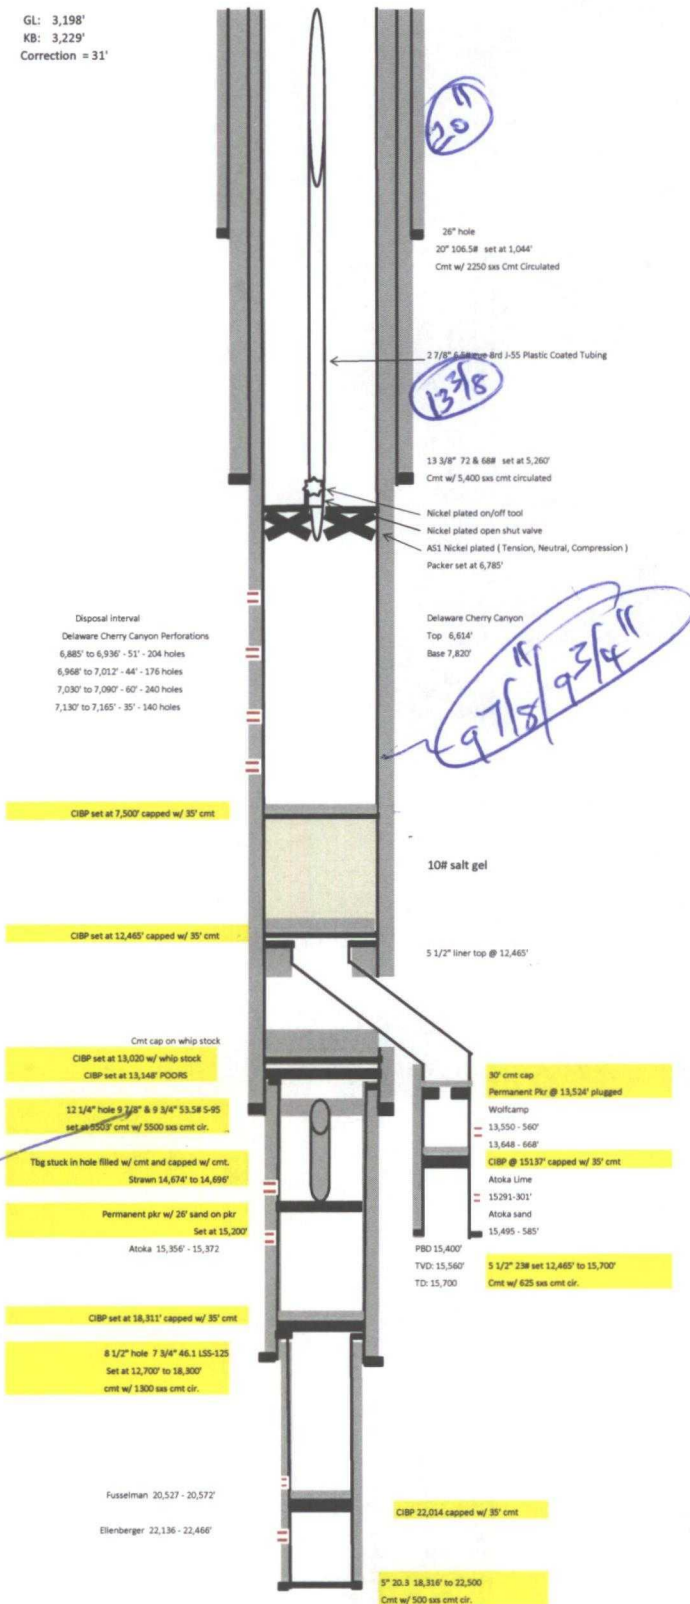 GL: 3,198'
KB: 3,229'
Correction = 31'
20"
26" hole
20" 106.5# set at 1,044'
Cmt w/ 2250 sxs Cmt Circulated
2 7/8" 6.5# eue 8rd J-55 Plastic Coated Tubing
13 3/8
13 3/8" 72 & 68# set at 5,260'
Cmt w/ 5,400 sxs cmt circulated
Nickel plated on/off tool
Nickel plated open shut valve
AS1 Nickel plated ( Tension, Neutral, Compression )
Packer set at 6,785'
Disposal interval
Delaware Cherry Canyon Perforations
6,885' to 6,936' - 51' - 204 holes
6,968' to 7,012' - 44' - 176 holes
7,030' to 7,090' - 60' - 240 holes
7,130' to 7,165' - 35' - 140 holes
Delaware Cherry Canyon
Top 6,614'
Base 7,820'
9 7/8"/9 3/4"
CIBP set at 7,500' capped w/ 35' cmt
10# salt gel
CIBP set at 12,465' capped w/ 35' cmt
5 1/2" liner top @ 12,465'
Cmt cap on whip stock
CIBP set at 13,020 w/ whip stock
CIBP set at 13,148' POORS
12 1/4" hole 9 7/8" & 9 3/4" 53.5# S-95
set at 5503' cmt w/ 5500 sxs cmt cir.
Tbg stuck in hole filled w/ cmt and capped w/ cmt.
Strawn 14,674' to 14,696'
Permanent pkr w/ 26' sand on pkr
Set at 15,200'
Atoka 15,356' - 15,372
30' cmt cap
Permanent Pkr @ 13,524' plugged
Wolfcamp
13,550 - 560'
13,648 - 668'
CIBP @ 15137' capped w/ 35' cmt
Atoka Lime
15291-301'
Atoka sand
15,495 - 585'
PBD 15,400'
TVD: 15,560'
TD: 15,700
5 1/2" 23# set 12,465' to 15,700'
Cmt w/ 625 sxs cmt cir.
CIBP set at 18,311' capped w/ 35' cmt
8 1/2" hole 7 3/4" 46.1 LSS-125
Set at 12,700' to 18,300'
cmt w/ 1300 sxs cmt cir.
Fusselman 20,527 - 20,572'
Ellenberger 22,136 - 22,466'
CIBP 22,014 capped w/ 35' cmt
5" 20.3 18,316' to 22,500
Cmt w/ 500 sxs cmt cir.